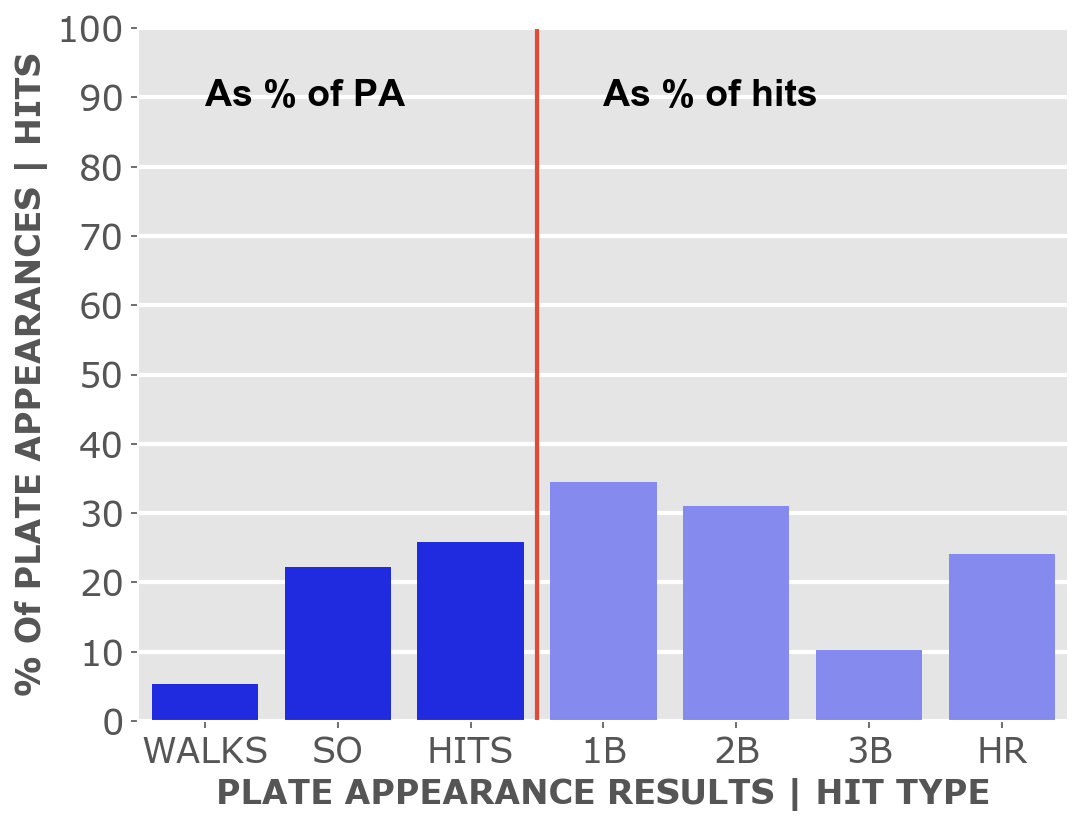 % Of PLATE APPEARANCES | HITS
100
90
80
70
60
50
40
30
20
10
0
As % of PA
As % of hits
WALKS SO HITS 1B 2B 3B HR
PLATE APPEARANCE RESULTS | HIT TYPE